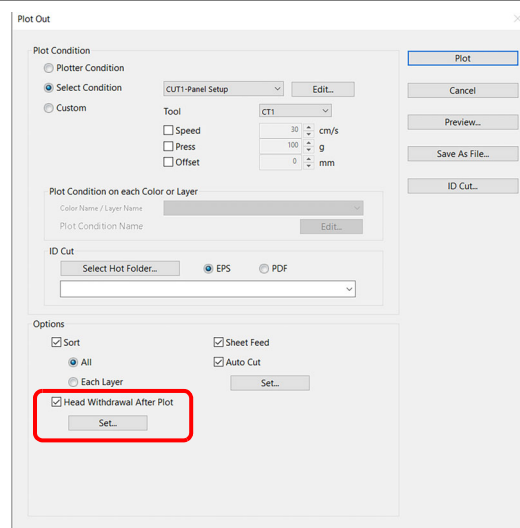 Plot Out
Plot Condition
Plotter Condition
Select Condition
CUT1-Panel Setup
Edit...
Custom
Tool
CT1
Speed
30
cm/s
Press
100
g
Offset
0
mm
Plot Condition on each Color or Layer
Color Name / Layer Name
Plot Condition Name
Edit...
ID Cut
Select Hot Folder...
EPS
PDF
Options
Sort
All
Each Layer
Head Withdrawal After Plot
Set...
Sheet Feed
Auto Cut
Set...
Plot
Cancel
Preview...
Save As File...
ID Cut...